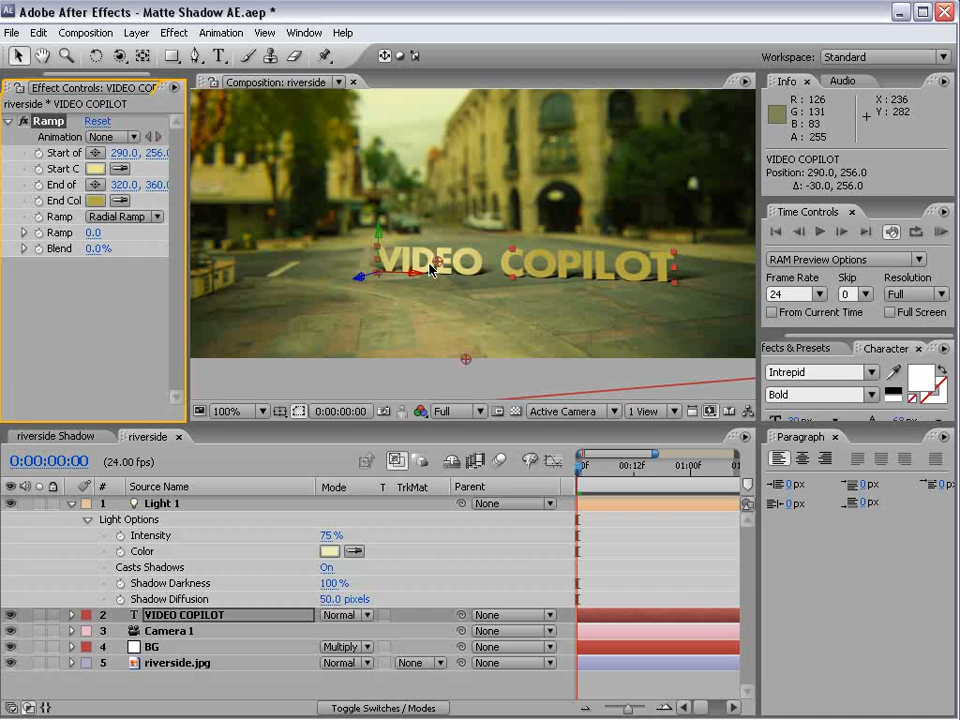 Adobe After Effects - Matte Shadow AE.aep *
File Edit Composition Layer Effect Animation View Window Help
Workspace: Standard
Effect Controls: VIDEO COP
riverside * VIDEO COPILOT
Ramp Reset
Animation None
Start of 290.0, 256.0
Start C
End of 320.0, 360.0
End Col
Ramp Radial Ramp
Ramp 0.0
Blend 0.0%
Composition: riverside
VIDEO COPILOT
100% 0:00:00:00 Full Active Camera 1 View
Info Audio
R: 126 X: 236
G: 131 Y: 282
B: 83
A: 255
VIDEO COPILOT
Position: 290.0, 256.0
Δ: -30.0, 256.0
Time Controls
RAM Preview Options
Frame Rate Skip Resolution
24 0 Full
From Current Time Full Screen
fects & Presets Character
Intrepid
Bold
riverside Shadow riverside
0:00:00:00 (24.00 fps)
00:12f 01:00f
# Source Name Mode T TrkMat Parent
1 Light 1 None
Light Options
Intensity 75 %
Color
Casts Shadows On
Shadow Darkness 100 %
Shadow Diffusion 50.0 pixels
2 T VIDEO COPILOT Normal None
3 Camera 1 None
4 BG Multiply None
5 riverside.jpg Normal None None
Toggle Switches / Modes
Paragraph
0 px 0 px 0 px
0 px 0 px